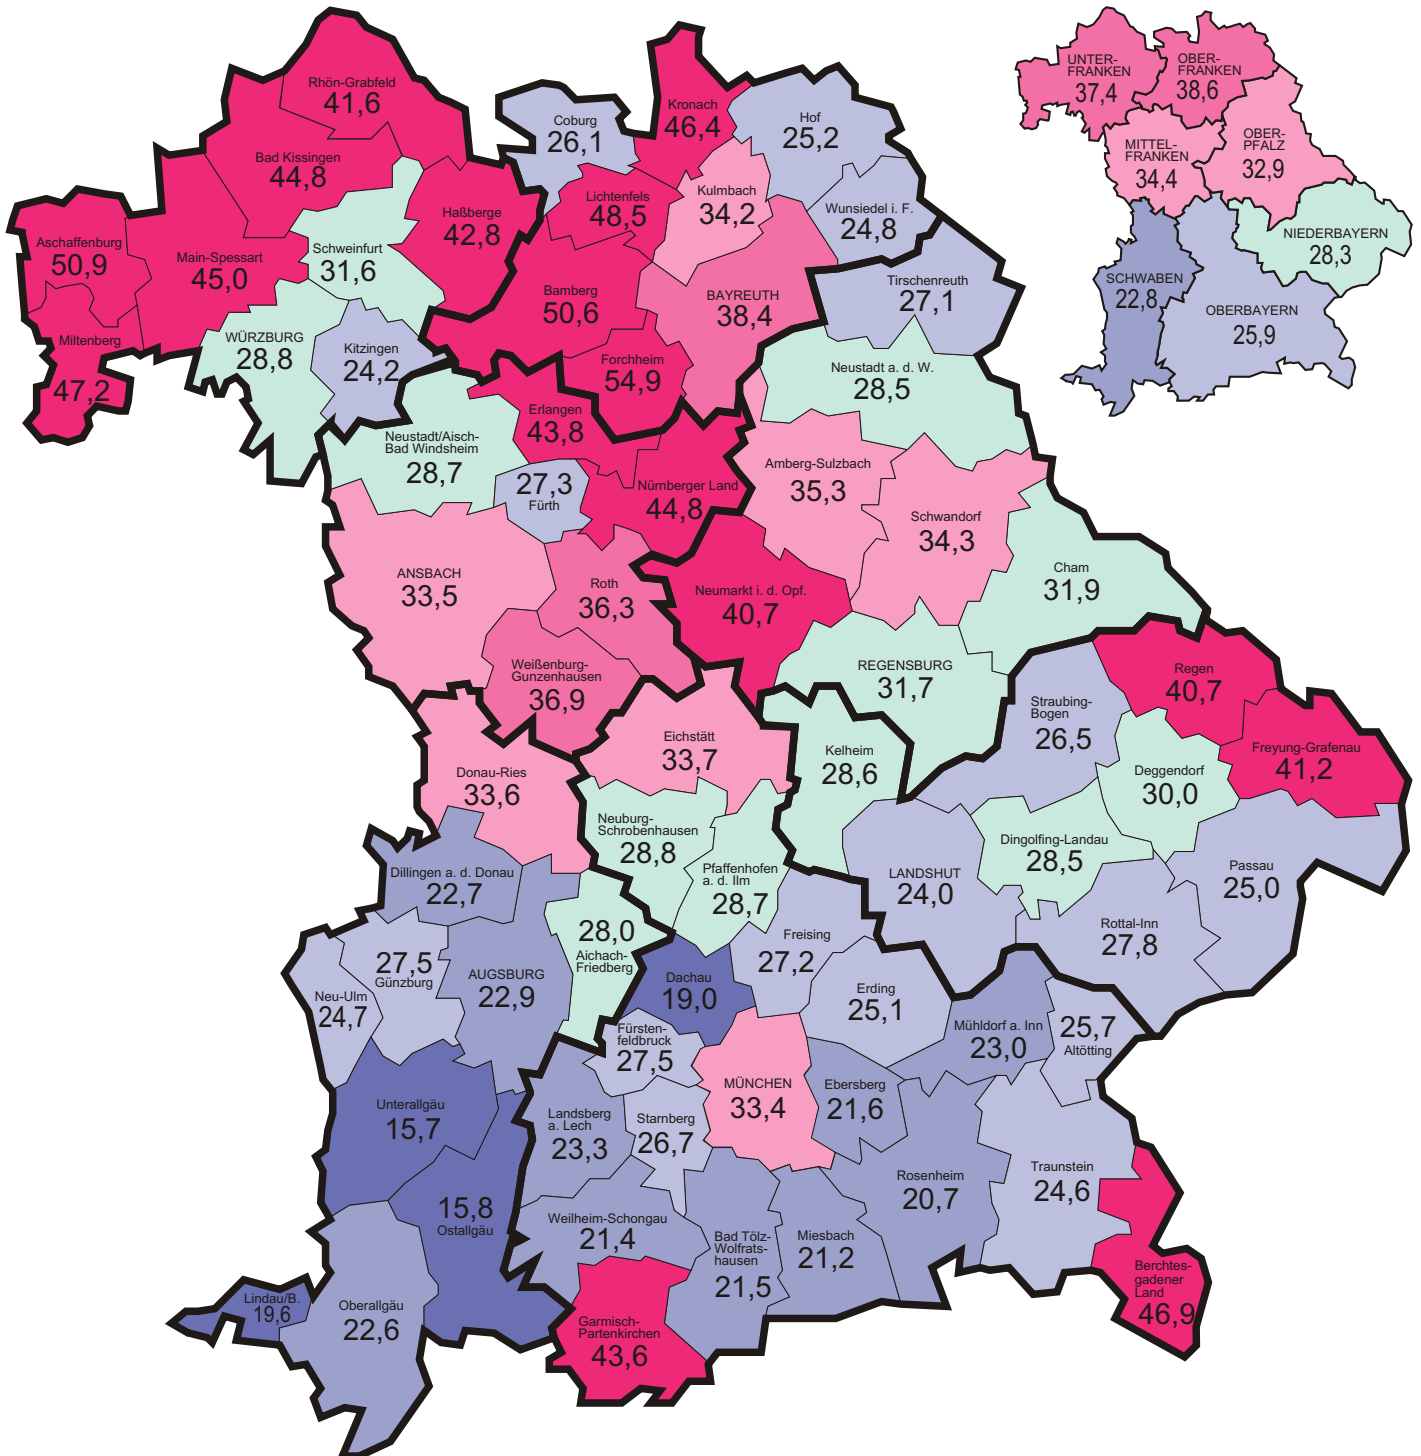 Rhön-Grabfeld
41,6
Bad Kissingen
44,8
Aschaffenburg
50,9
Main-Spessart
45,0
Miltenberg
47,2
Schweinfurt
31,6
Haßberge
42,8
WÜRZBURG
28,8
Kitzingen
24,2
Coburg
26,1
Kronach
46,4
Hof
25,2
Lichtenfels
48,5
Kulmbach
34,2
Wunsiedel i. F.
24,8
Bamberg
50,6
BAYREUTH
38,4
Forchheim
54,9
Tirschenreuth
27,1
Neustadt a. d. W.
28,5
Erlangen
43,8
Neustadt/Aisch-
Bad Windsheim
28,7
27,3
Fürth
Nürnberger Land
44,8
Amberg-Sulzbach
35,3
Schwandorf
34,3
ANSBACH
33,5
Roth
36,3
Neumarkt i. d. Opf.
40,7
Cham
31,9
Weißenburg-
Gunzenhausen
36,9
REGENSBURG
31,7
Regen
40,7
Straubing-
Bogen
26,5
Freyung-Grafenau
41,2
Eichstätt
33,7
Kelheim
28,6
Deggendorf
30,0
Donau-Ries
33,6
Neuburg-
Schrobenhausen
28,8
Pfaffenhofen
a. d. Ilm
28,7
Dingolfing-Landau
28,5
LANDSHUT
24,0
Passau
25,0
Rottal-Inn
27,8
Dillingen a. d. Donau
22,7
28,0
Aichach-
Friedberg
Freising
27,2
27,5
Günzburg
AUGSBURG
22,9
Neu-Ulm
24,7
Dachau
19,0
Erding
25,1
Mühldorf a. Inn
23,0
25,7
Altötting
Fürsten-
feldbruck
27,5
MÜNCHEN
33,4
Ebersberg
21,6
Unterallgäu
15,7
Landsberg
a. Lech
23,3
Starnberg
26,7
Rosenheim
20,7
Traunstein
24,6
15,8
Ostallgäu
Weilheim-Schongau
21,4
Bad Tölz-
Wolfrats-
hausen
21,5
Miesbach
21,2
Berchtes-
gadener
Land
46,9
Lindau/B.
19,6
Oberallgäu
22,6
Garmisch-
Partenkirchen
43,6
UNTER-
FRANKEN
37,4
OBER-
FRANKEN
38,6
MITTEL-
FRANKEN
34,4
OBER-
PFALZ
32,9
NIEDERBAYERN
28,3
SCHWABEN
22,8
OBERBAYERN
25,9